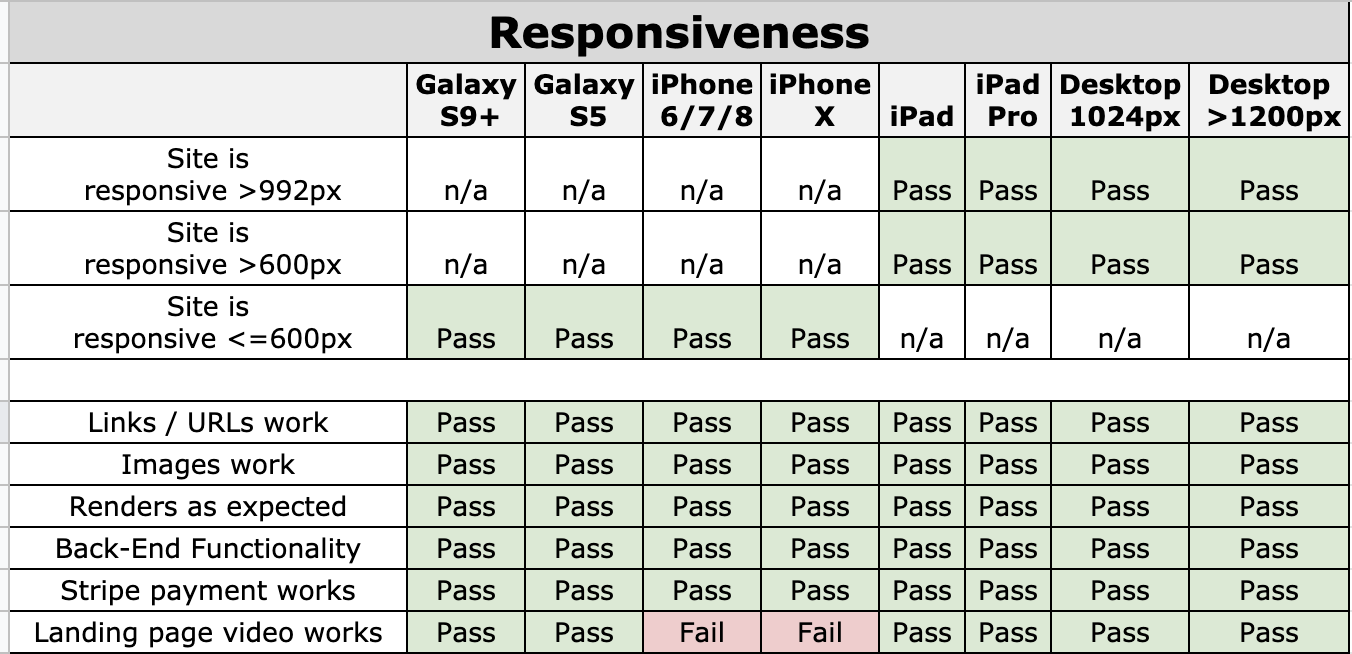 Responsiveness
Galaxy S9+ Galaxy S5 iPhone 6/7/8 iPhone X iPad iPad Pro Desktop 1024px Desktop >1200px
Site is
responsive >992px n/a n/a n/a n/a Pass Pass Pass Pass
Site is
responsive >600px n/a n/a n/a n/a Pass Pass Pass Pass
Site is
responsive <=600px Pass Pass Pass Pass n/a n/a n/a n/a
Links / URLs work Pass Pass Pass Pass Pass Pass Pass Pass
Images work Pass Pass Pass Pass Pass Pass Pass Pass
Renders as expected Pass Pass Pass Pass Pass Pass Pass Pass
Back-End Functionality Pass Pass Pass Pass Pass Pass Pass Pass
Stripe payment works Pass Pass Pass Pass Pass Pass Pass Pass
Landing page video works Pass Pass Fail Fail Pass Pass Pass Pass